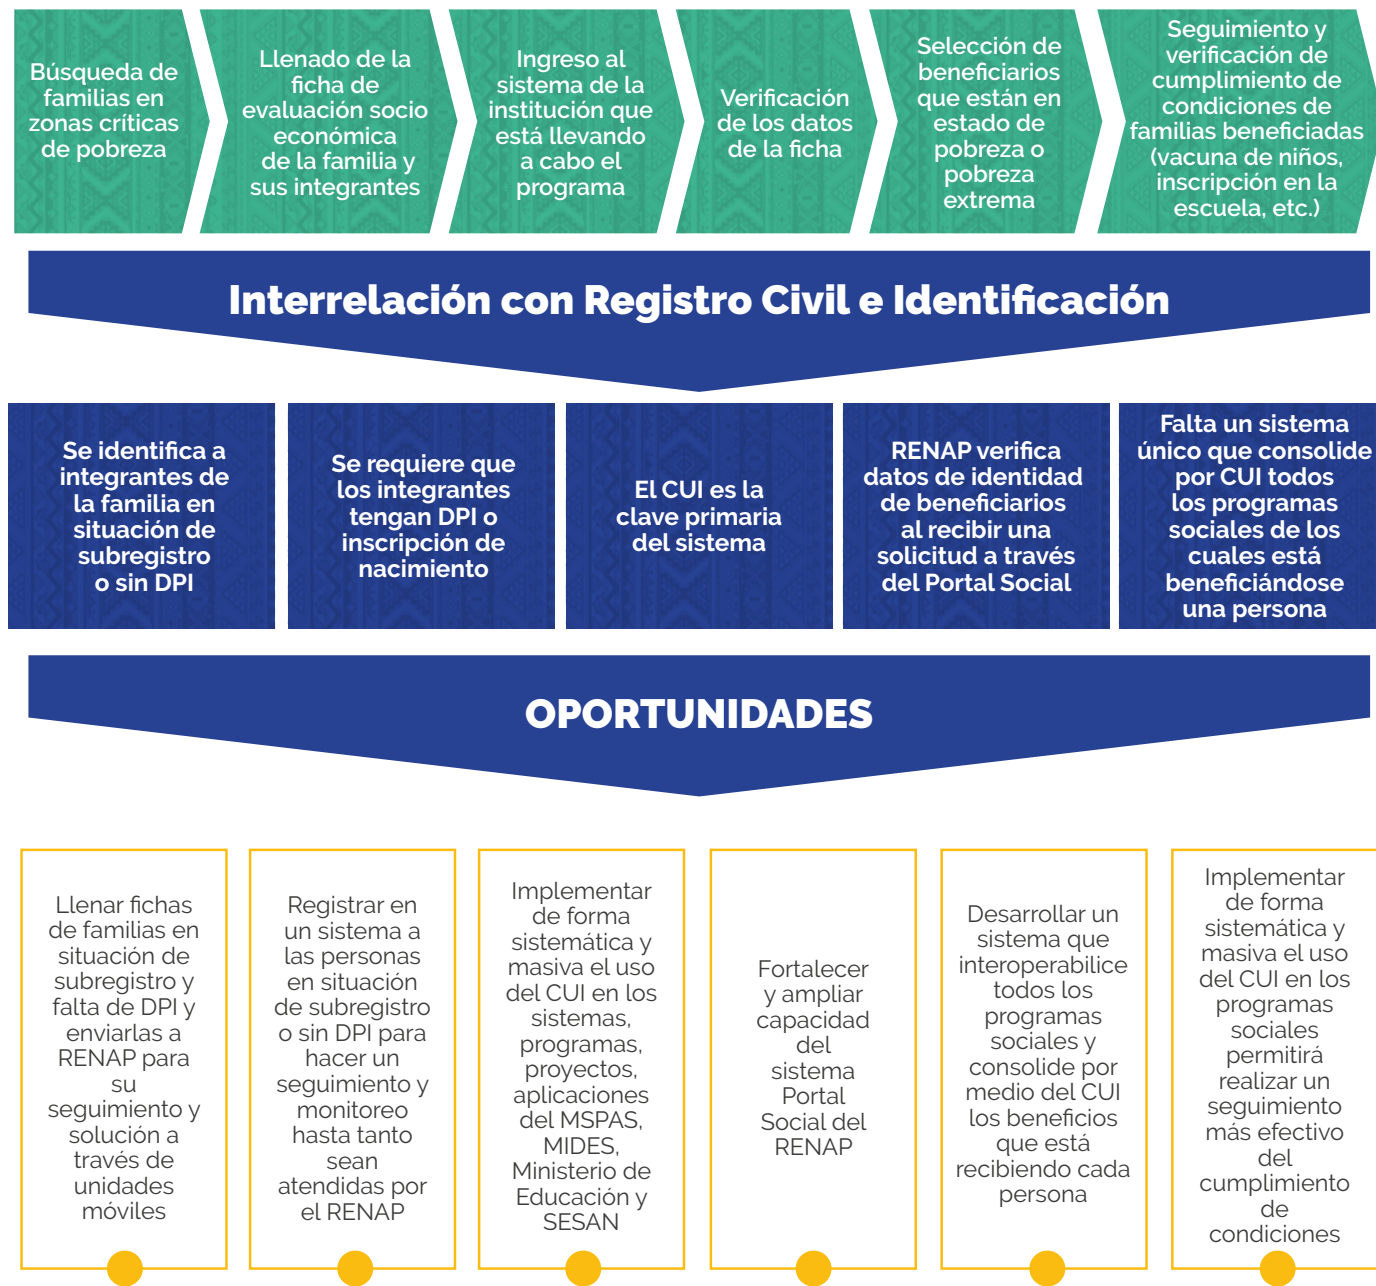 Búsqueda de
familias en
zonas críticas
de pobreza
Llenado de la
ficha de
evaluación socio
económica
de la familia y
sus integrantes
Ingreso al
sistema de la
institución que
está llevando
a cabo el
programa
Verificación
de los datos
de la ficha
Selección de
beneficiarios
que están en
estado de
pobreza o
pobreza
extrema
Seguimiento y
verificación de
cumplimiento de
condiciones de
familias beneficiadas
(vacuna de niños,
inscripción en la
escuela, etc.)
Interrelación con Registro Civil e Identificación
Se identifica a
integrantes de
la familia en
situación de
subregistro
o sin DPI
Se requiere que
los integrantes
tengan DPI o
inscripción de
nacimiento
El CUI es la
clave primaria
del sistema
RENAP verifica
datos de identidad
de beneficiarios
al recibir una
solicitud a través
del Portal Social
Falta un sistema
único que consolide
por CUI todos
los programas
sociales de los
cuales está
beneficiándose
una persona
OPORTUNIDADES
Llenar fichas
de familias en
situación de
subregistro y
falta de DPI y
enviarlas a
RENAP para
su
seguimiento y
solución a
través de
unidades
móviles
Registrar en
un sistema a
las personas
en situación
de subregistro
o sin DPI para
hacer un
seguimiento y
monitoreo
hasta tanto
sean
atendidas por
el RENAP
Implementar
de forma
sistemática y
masiva el uso
del CUI en los
sistemas,
programas,
proyectos,
aplicaciones
del MSPAS,
MIDES,
Ministerio de
Educación y
SESAN
Fortalecer
y ampliar
capacidad
del
sistema
Portal
Social del
RENAP
Desarrollar un
sistema que
interoperabilice
todos los
programas
sociales y
consolide por
medio del CUI
los beneficios
que está
recibiendo cada
persona
Implementar
de forma
sistemática y
masiva el uso
del CUI en los
programas
sociales
permitirá
realizar un
seguimiento
más efectivo
del
cumplimiento
de
condiciones